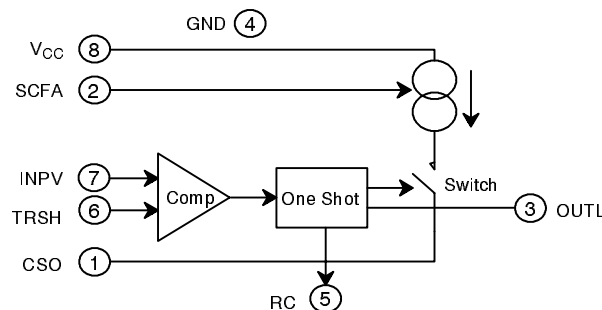 GND 4
VCC 8
SCFA 2
INPV 7
TRSH 6
Comp
One Shot
Switch
3 OUTL
CSO 1
RC 5